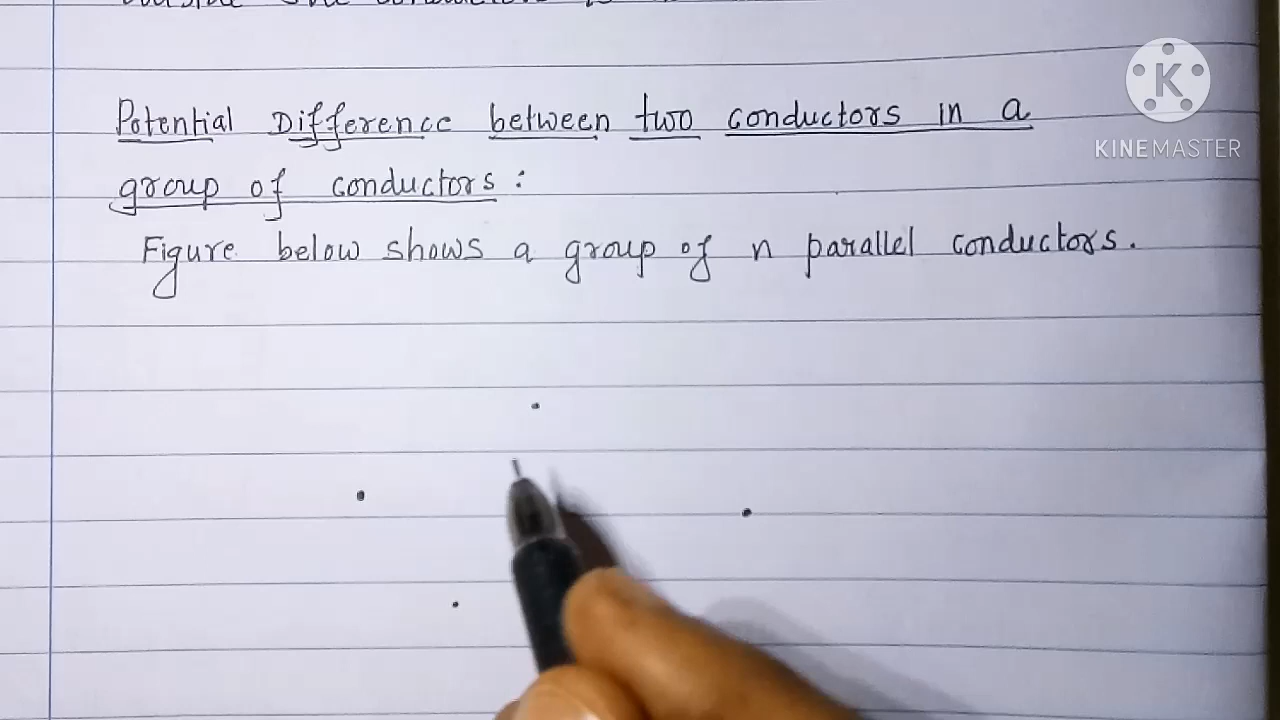 Potential Difference between two conductors in a
group of conductors :
Figure below shows a group of n parallel conductors.
K
KINEMASTER